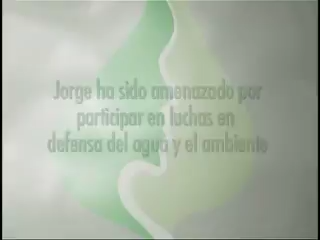 Jorge ha sido amenazado por
participar en luchas en
defensa del agua y el ambiente